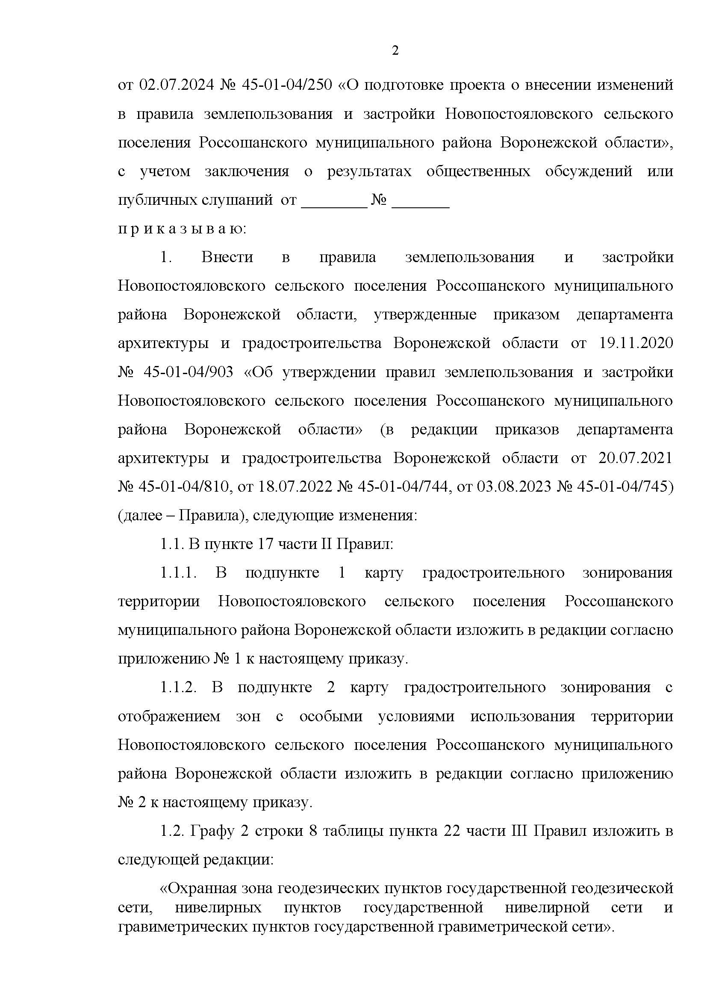 2
от 02.07.2024 № 45-01-04/250 «О подготовке проекта о внесении изменений
в правила землепользования и застройки Новопостояловского сельского
поселения Россошанского муниципального района Воронежской области»,
с учетом заключения о результатах общественных обсуждений или
публичных слушаний от ________ № _______
п р и к а з ы в а ю:
1. Внести в правила землепользования и застройки
Новопостояловского сельского поселения Россошанского муниципального
района Воронежской области, утвержденные приказом департамента
архитектуры и градостроительства Воронежской области от 19.11.2020
№ 45-01-04/903 «Об утверждении правил землепользования и застройки
Новопостояловского сельского поселения Россошанского муниципального
района Воронежской области» (в редакции приказов департамента
архитектуры и градостроительства Воронежской области от 20.07.2021
№ 45-01-04/810, от 18.07.2022 № 45-01-04/744, от 03.08.2023 № 45-01-04/745)
(далее – Правила), следующие изменения:
1.1. В пункте 17 части II Правил:
1.1.1. В подпункте 1 карту градостроительного зонирования
территории Новопостояловского сельского поселения Россошанского
муниципального района Воронежской области изложить в редакции согласно
приложению № 1 к настоящему приказу.
1.1.2. В подпункте 2 карту градостроительного зонирования с
отображением зон с особыми условиями использования территории
Новопостояловского сельского поселения Россошанского муниципального
района Воронежской области изложить в редакции согласно приложению
№ 2 к настоящему приказу.
1.2. Графу 2 строки 8 таблицы пункта 22 части III Правил изложить в
следующей редакции:
«Охранная зона геодезических пунктов государственной геодезической
сети, нивелирных пунктов государственной нивелирной сети и
гравиметрических пунктов государственной гравиметрической сети».